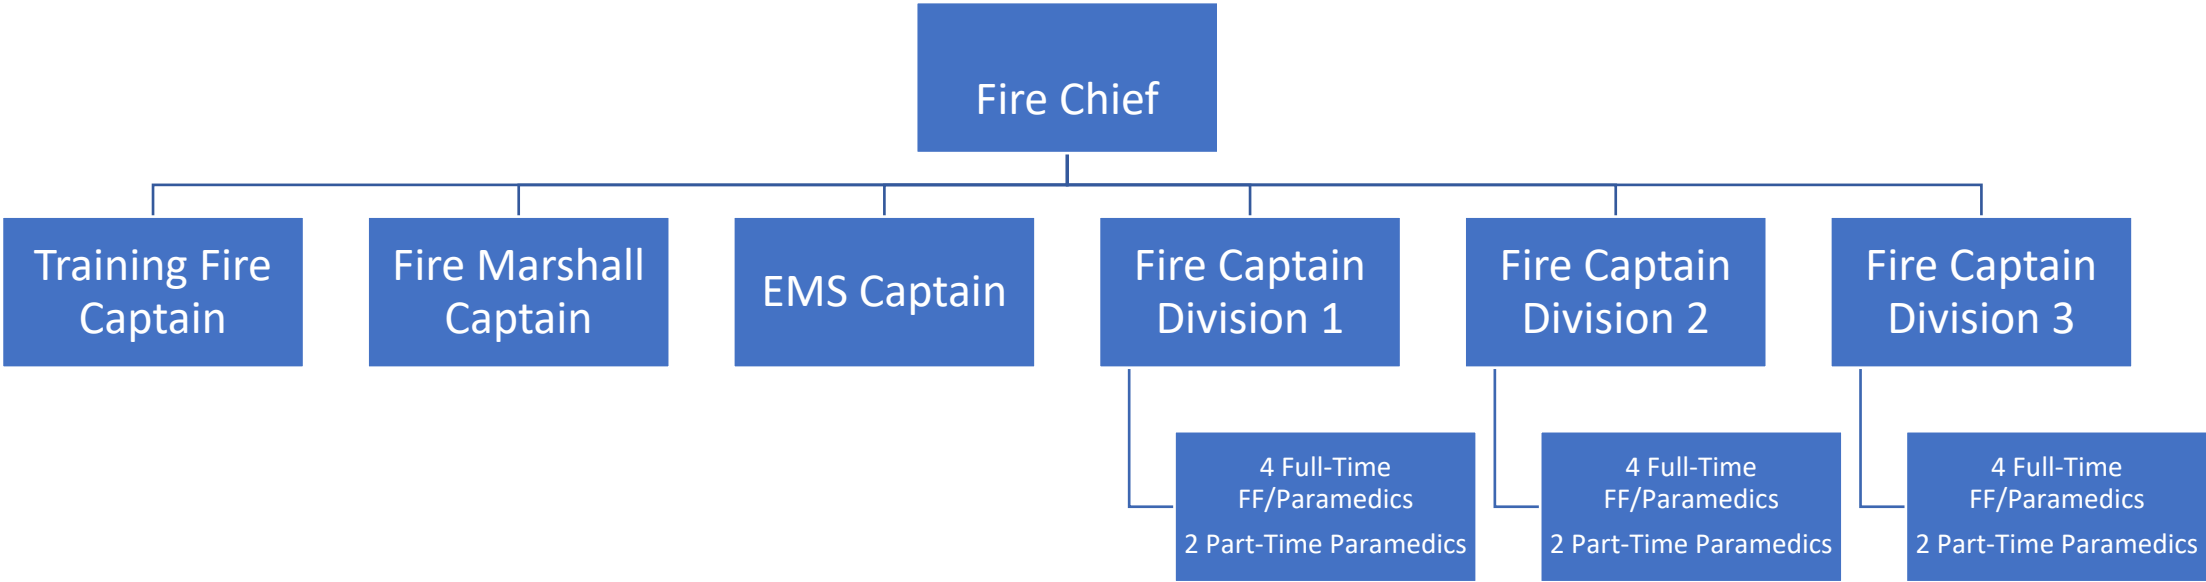 Fire Chief
Training Fire
Captain
Fire Marshall
Captain
EMS Captain
Fire Captain
Division 1
Fire Captain
Division 2
Fire Captain
Division 3
4 Full-Time
FF/Paramedics
2 Part-Time Paramedics
4 Full-Time
FF/Paramedics
2 Part-Time Paramedics
4 Full-Time
FF/Paramedics
2 Part-Time Paramedics